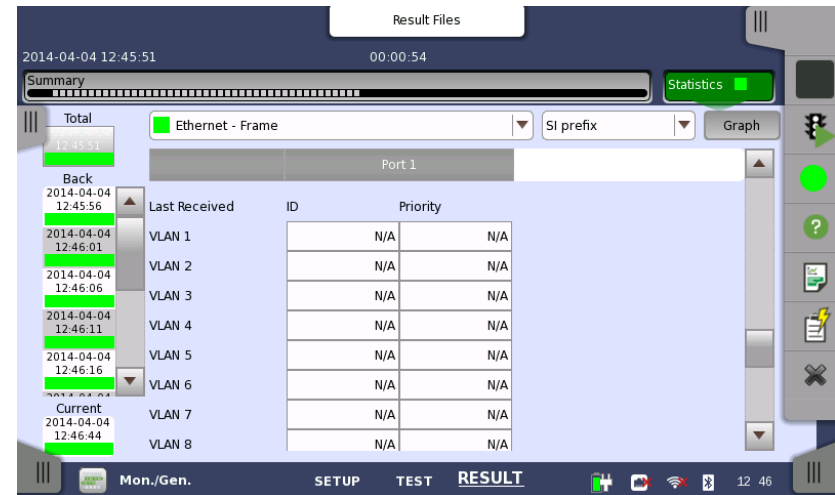 Result Files
2014-04-04 12:45:51 00:00:54
Summary Statistics
Total Ethernet - Frame SI prefix Graph
12:45:51
Port 1
Back
2014-04-04
12:45:56
2014-04-04
12:46:01
2014-04-04
12:46:06
2014-04-04
12:46:11
2014-04-04
12:46:16
Current
2014-04-04
12:46:44
Last Received ID Priority
VLAN 1 N/A N/A
VLAN 2 N/A N/A
VLAN 3 N/A N/A
VLAN 4 N/A N/A
VLAN 5 N/A N/A
VLAN 6 N/A N/A
VLAN 7 N/A N/A
VLAN 8 N/A N/A
Mon./Gen. SETUP TEST RESULT 12 46